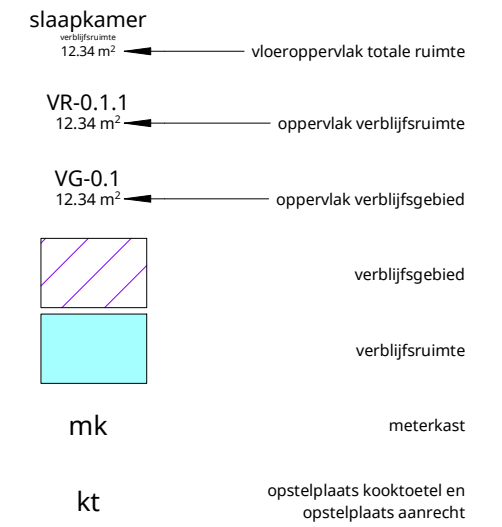 slaapkamer
verblijfsruimte
12.34 m² vloeroppervlak totale ruimte
VR-0.1.1
12.34 m² oppervlak verblijfsruimte
VG-0.1
12.34 m² oppervlak verblijfsgebied
verblijfsgebied
verblijfsruimte
mk meterkast
kt opstelplaats kooktoetel en
opstelplaats aanrecht